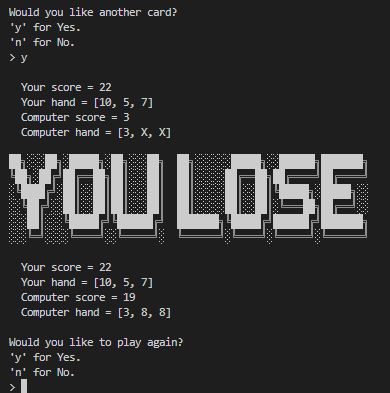 Would you like another card?
'y' for Yes.
'n' for No.
> y
Your score = 22
Your hand = [10, 5, 7]
Computer score = 3
Computer hand = [3, X, X]
YOU LOSE
Your score = 22
Your hand = [10, 5, 7]
Computer score = 19
Computer hand = [3, 8, 8]
Would you like to play again?
'y' for Yes.
'n' for No.
>